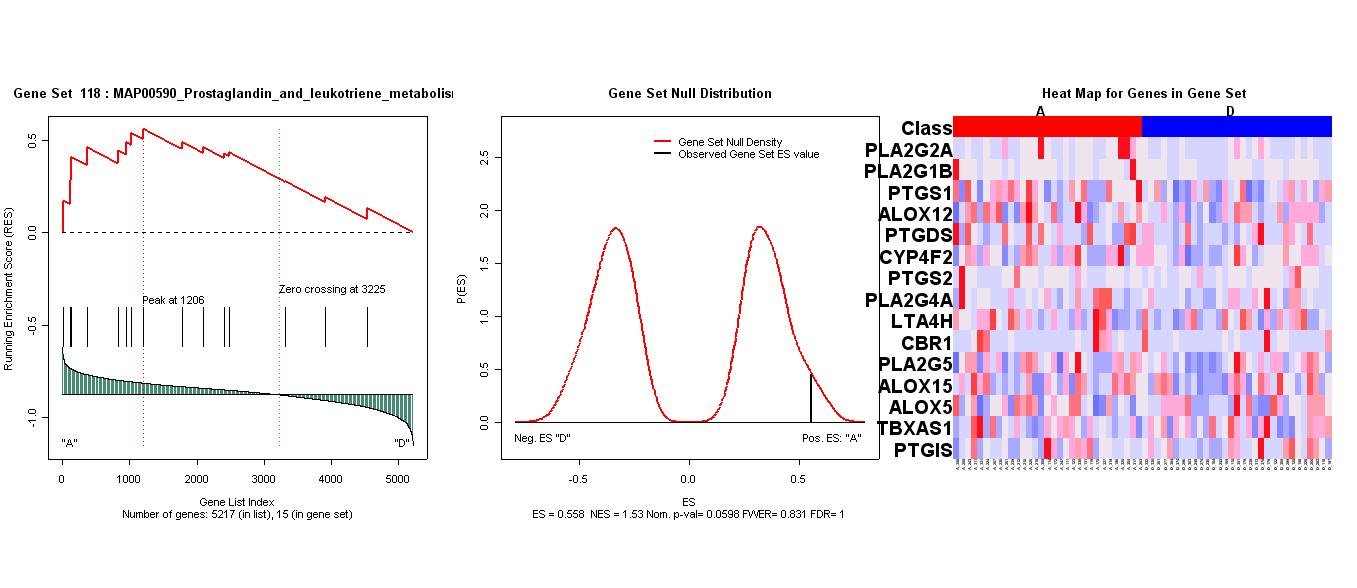 Gene Set 118 : MAP00590_Prostaglandin_and_leukotriene_metabolis
Running Enrichment Score (RES)
0.5
0.0
-0.5
-1.0
Peak at 1206
Zero crossing at 3225
"A"
"D"
0
1000
2000
3000
4000
5000
Gene List Index
Number of genes: 5217 (in list), 15 (in gene set)
Gene Set Null Distribution
P(ES)
2.5
2.0
1.5
1.0
0.5
0.0
Gene Set Null Density
Observed Gene Set ES value
Neg. ES "D"
Pos. ES: "A"
-0.5
0.0
0.5
ES
ES = 0.558 NES = 1.53 Nom. p-val= 0.0598 FWER= 0.831 FDR= 1
Heat Map for Genes in Gene Set
A
D
Class
PLA2G2A
PLA2G1B
PTGS1
ALOX12
PTGDS
CYP4F2
PTGS2
PLA2G4A
LTA4H
CBR1
PLA2G5
ALOX15
ALOX5
TBXAS1
PTGIS